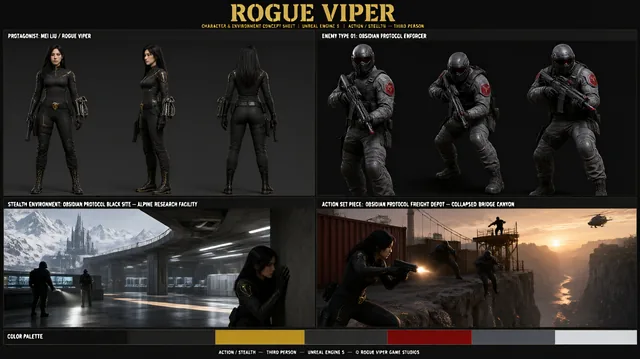 ROGUE VIPER
CHARACTER & ENVIRONMENT CONCEPT SHEET | UNREAL ENGINE 5 | ACTION / STEALTH — THIRD PERSON
PROTAGONIST: MEI LIU / ROGUE VIPER
ENEMY TYPE 01: OBSIDIAN PROTOCOL ENFORCER
STEALTH ENVIRONMENT: OBSIDIAN PROTOCOL BLACK SITE — ALPINE RESEARCH FACILITY
ACTION SET PIECE: OBSIDIAN PROTOCOL FREIGHT DEPOT — COLLAPSED BRIDGE CANYON
COLOR PALETTE
ACTION / STEALTH — THIRD PERSON — UNREAL ENGINE 5 — © ROGUE VIPER GAME STUDIOS